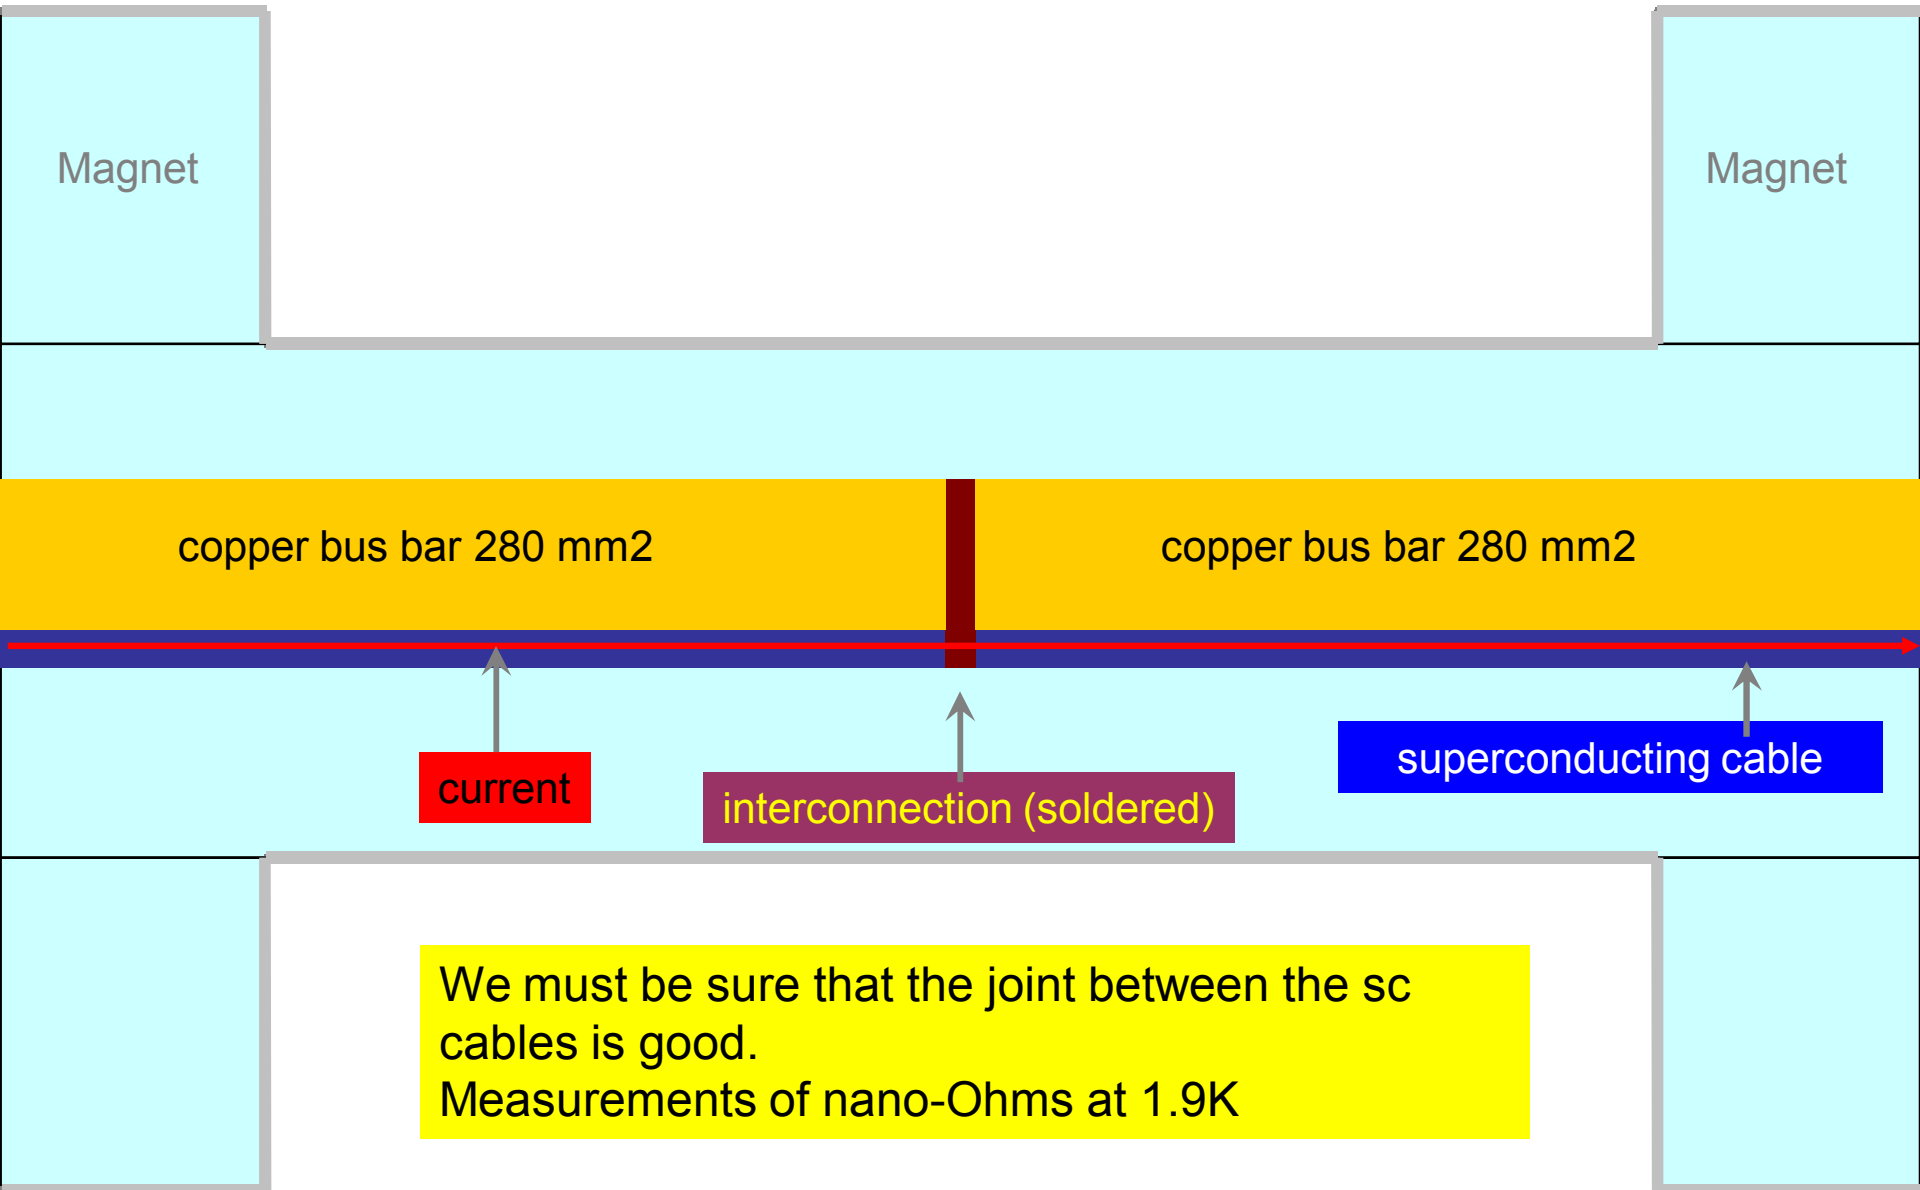 Magnet
Magnet
copper bus bar 280 mm2
copper bus bar 280 mm2
current
interconnection (soldered)
superconducting cable
We must be sure that the joint between the sc
cables is good.
Measurements of nano-Ohms at 1.9K